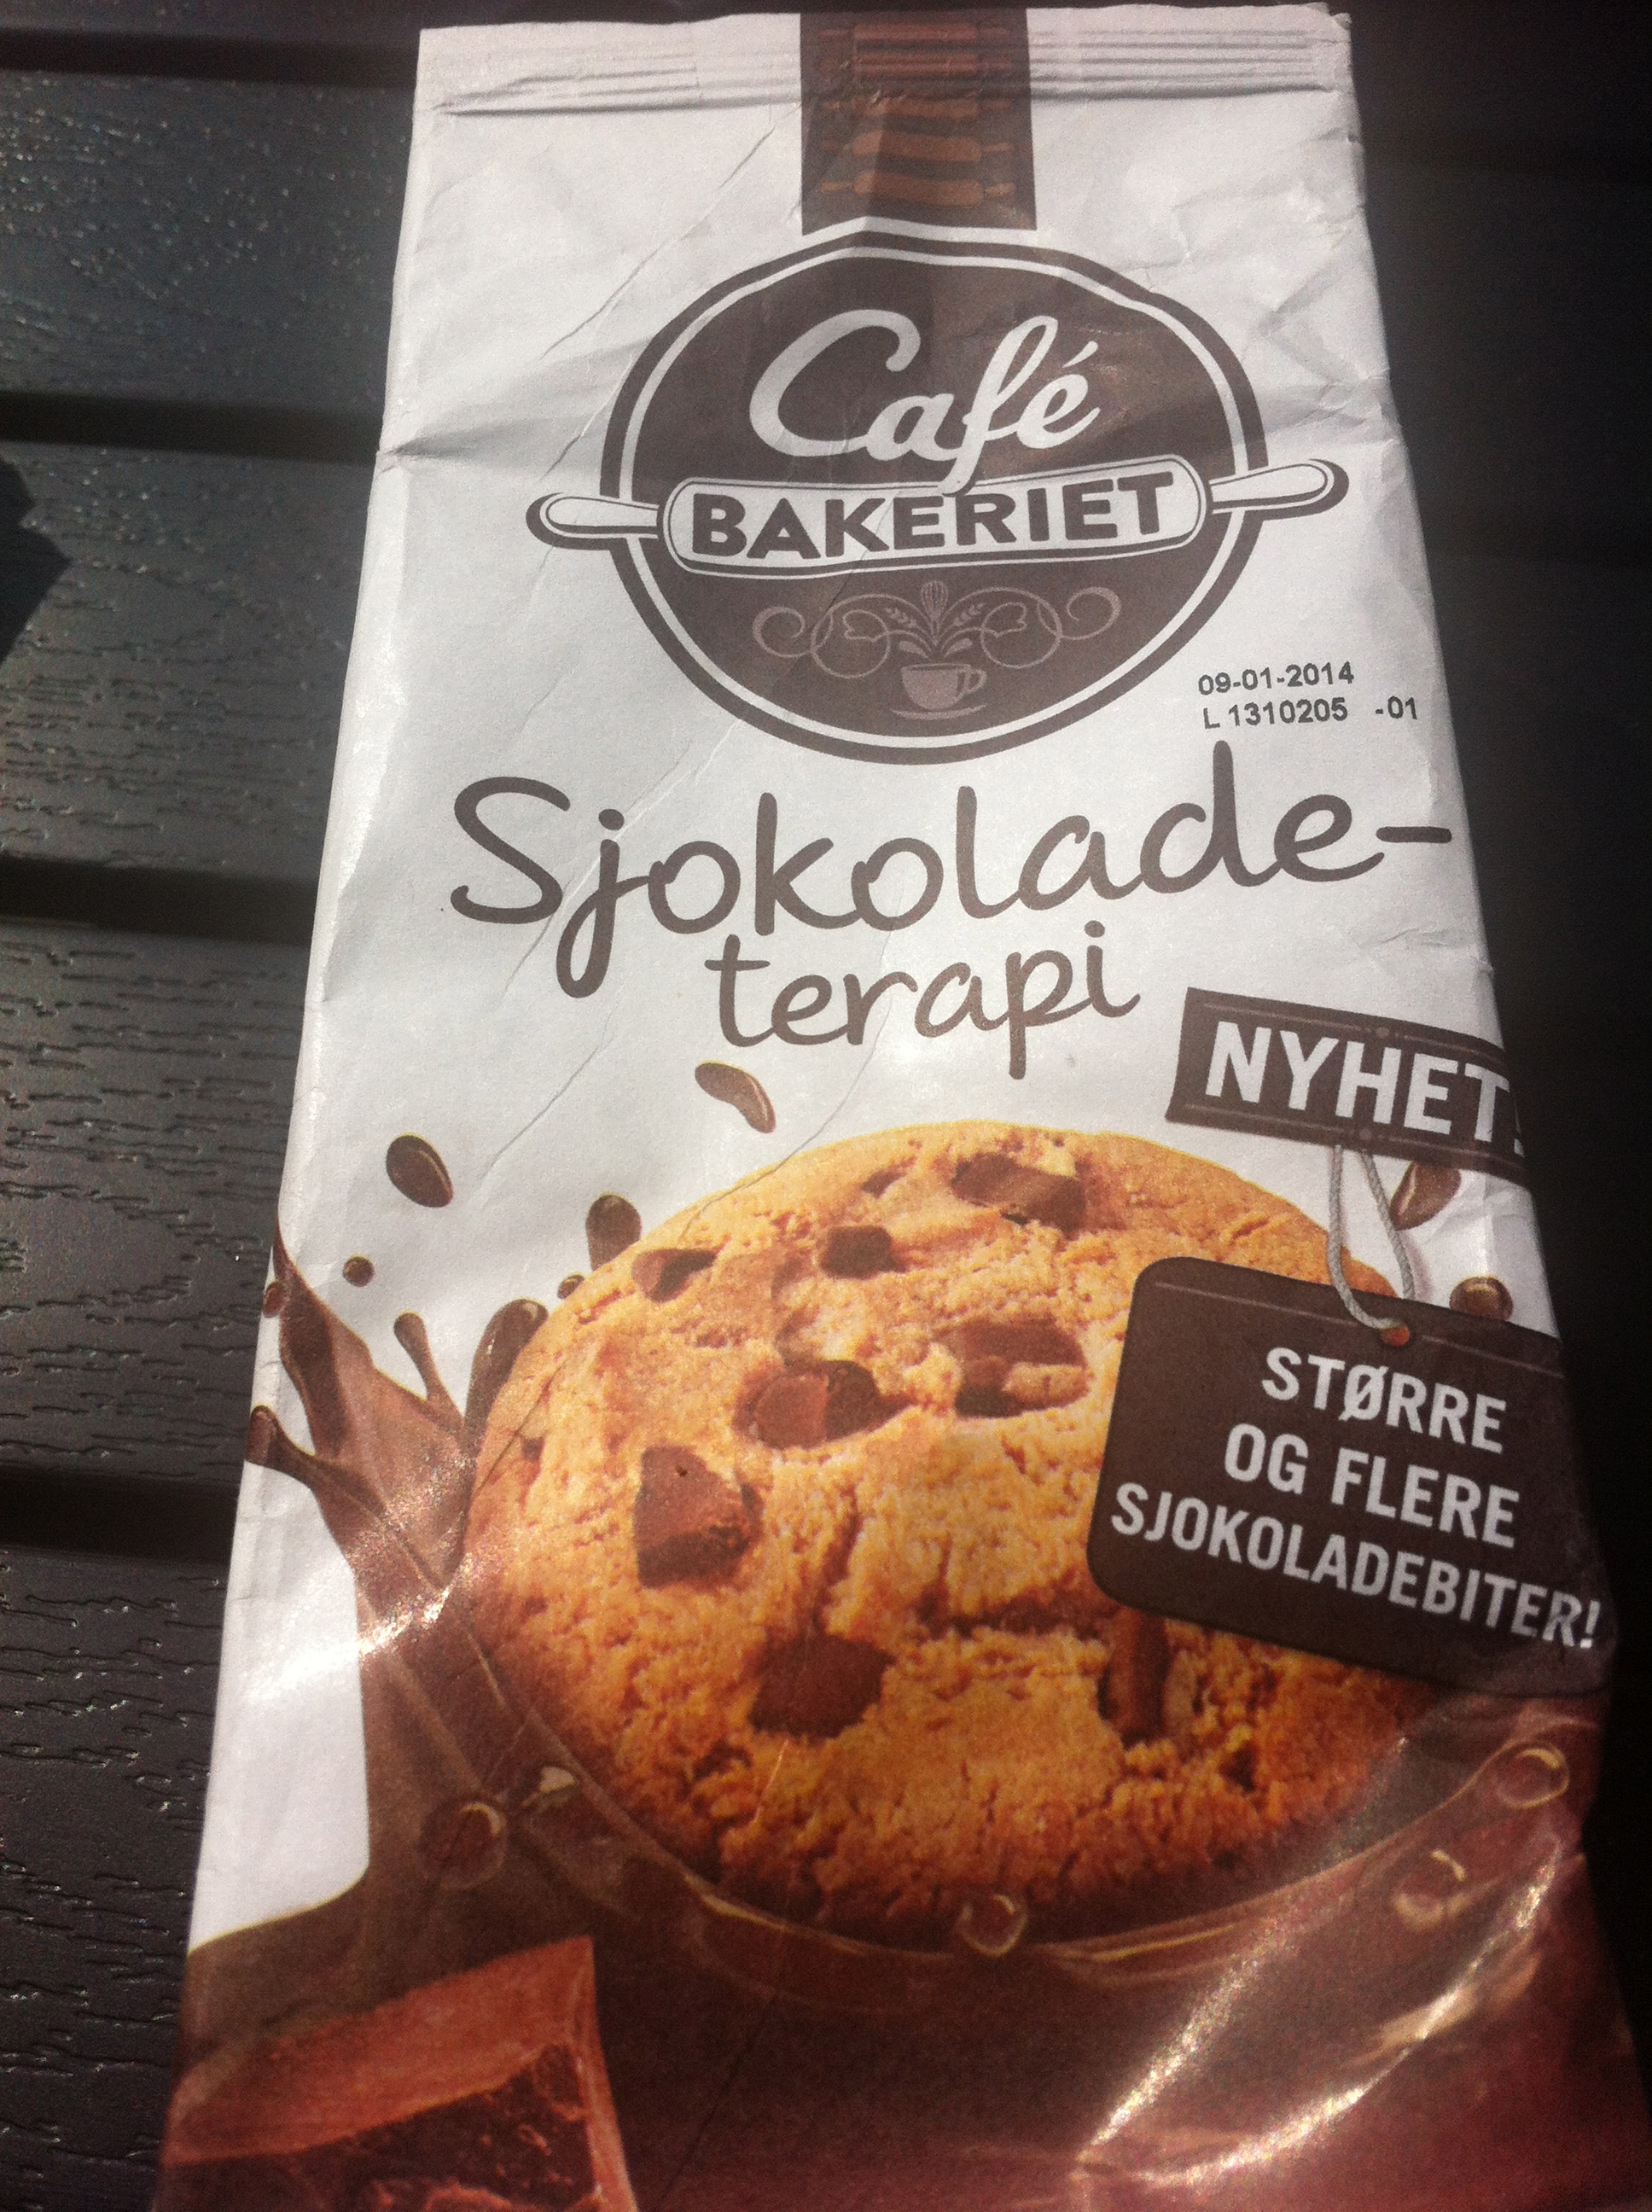 Café
BAKERIET
09-01-2014
L 1310205 -01
Sjokolade-
terapi
NYHET!
STØRRE
OG FLERE
SJOKOLADEBITER!